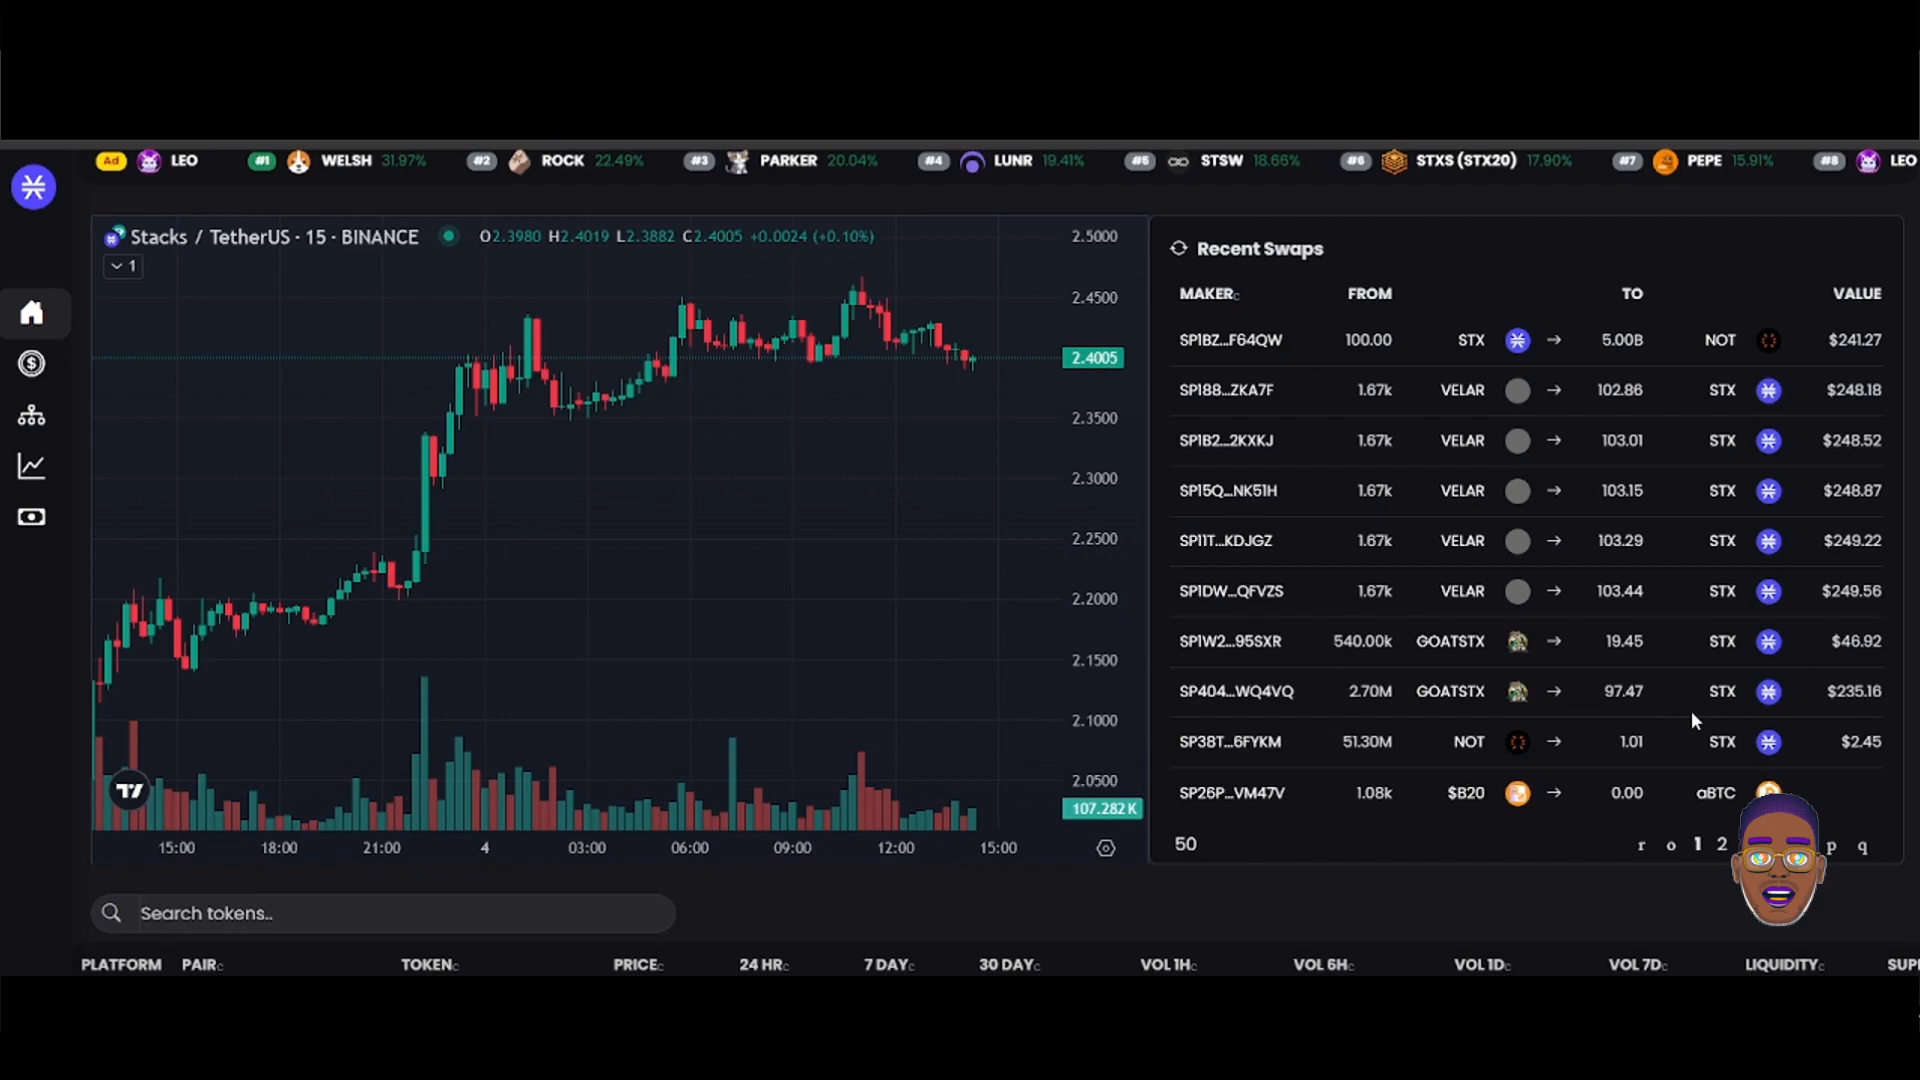 Ad LEO #1 WELSH 31.97% #2 ROCK 22.49% #3 PARKER 20.04% #4 LUNR 19.41% #5 STSW 18.66% #6 STXS (STX20) 17.90% #7 PEPE 15.91% #8 LEO
Stacks / TetherUS · 15 · BINANCE O2.3980 H2.4019 L2.3882 C2.4005 +0.0024 (+0.10%)
1
2.5000
2.4500
2.4005
2.3500
2.3000
2.2500
2.2000
2.1500
2.1000
2.0500
107.282K
15:00 18:00 21:00 4 03:00 06:00 09:00 12:00 15:00
Recent Swaps
MAKER FROM TO VALUE
SP1BZ...F64QW 100.00 STX → 5.00B NOT $241.27
SP188...ZKA7F 1.67k VELAR → 102.86 STX $248.18
SP1B2...2KXKJ 1.67k VELAR → 103.01 STX $248.52
SP15Q...NK51H 1.67k VELAR → 103.15 STX $248.87
SP11T...KDJGZ 1.67k VELAR → 103.29 STX $249.22
SP1DW...QFVZS 1.67k VELAR → 103.44 STX $249.56
SP1W2...95SXR 540.00k GOATSTX → 19.45 STX $46.92
SP404...WQ4VQ 2.70M GOATSTX → 97.47 STX $235.16
SP38T...6FYKM 51.30M NOT → 1.01 STX $2.45
SP26P...VM47V 1.08k $B20 → 0.00 aBTC
50 r o 1 2 p q
Search tokens..
PLATFORM PAIR TOKEN PRICE 24 HR 7 DAY 30 DAY VOL 1H VOL 6H VOL 1D VOL 7D LIQUIDITY